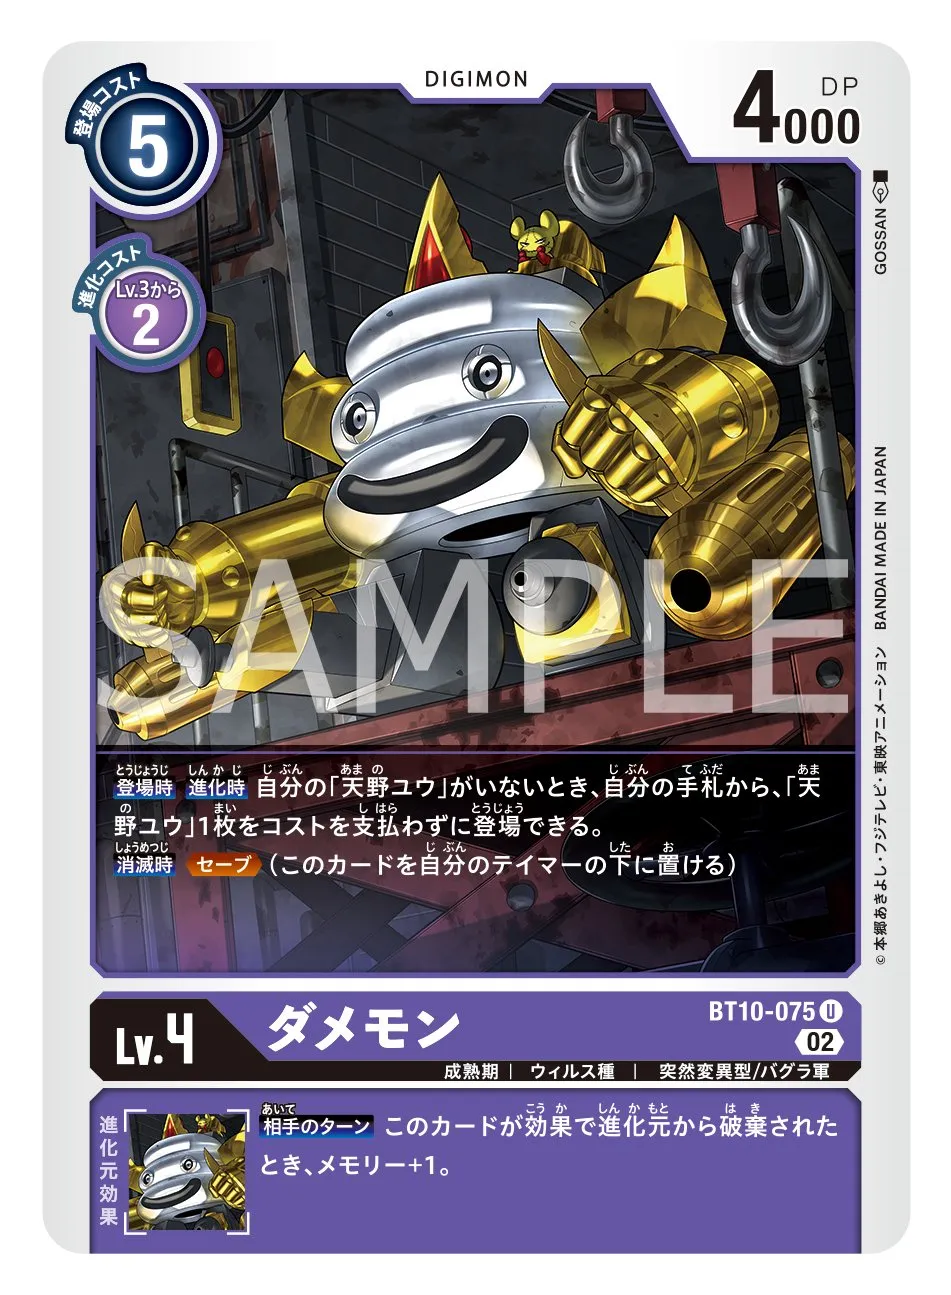 DIGIMON
登場コスト
5
4000
DP
進化コスト
Lv.3から
2
GOSSAN
SAMPLE
登場時 進化時 自分の「天野ユウ」がいないとき、自分の手札から、「天
野ユウ」1枚をコストを支払わずに登場できる。
消滅時 セーブ (このカードを自分のテイマーの下に置ける)
©本郷あきよし・フジテレビ・東映アニメーション BANDAI MADE IN JAPAN
Lv.4
ダメモン
BT10-075 U
02
成熟期 | ウィルス種 | 突然変異型/バグラ軍
進化元効果
相手のターン このカードが効果で進化元から破棄された
とき、メモリー+1。